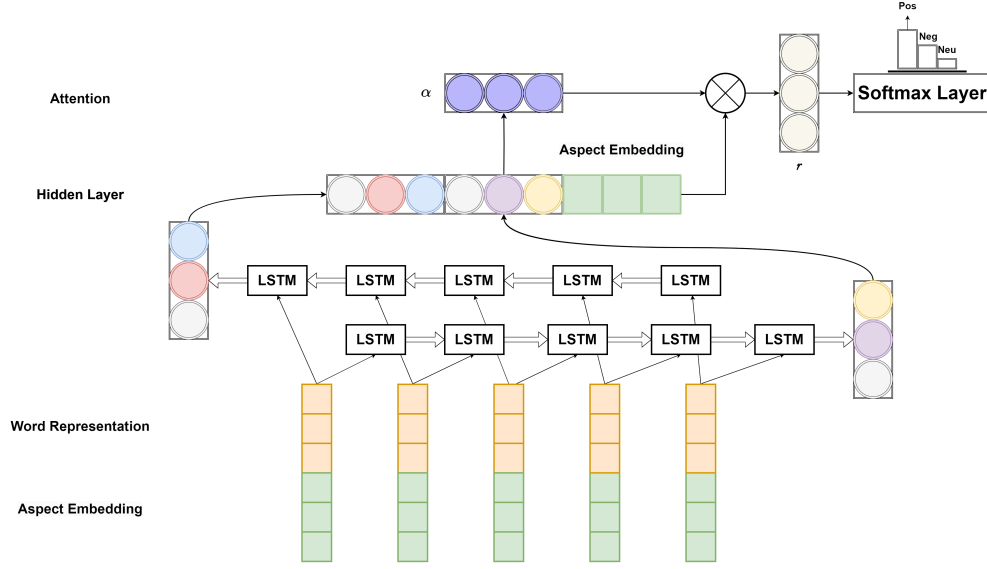 Pos
Neg
Neu
Softmax Layer
Attention
α
r
Aspect Embedding
Hidden Layer
LSTM LSTM LSTM LSTM LSTM
LSTM LSTM LSTM LSTM LSTM
Word Representation
Aspect Embedding